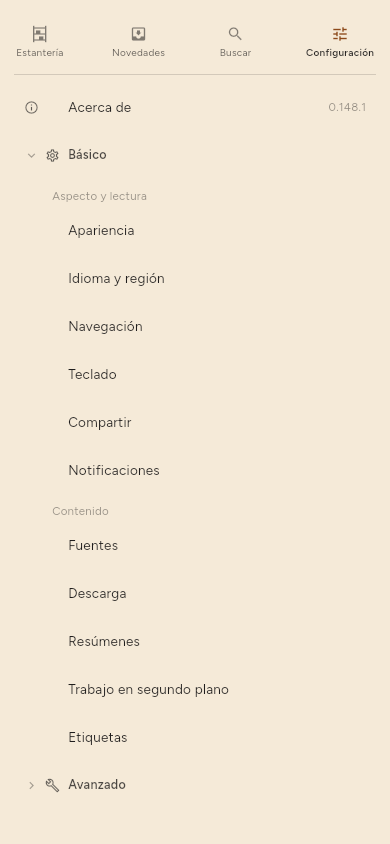 Estantería
Novedades
Buscar
Configuración
Acerca de
0.148.1
Básico
Aspecto y lectura
Apariencia
Idioma y región
Navegación
Teclado
Compartir
Notificaciones
Contenido
Fuentes
Descarga
Resúmenes
Trabajo en segundo plano
Etiquetas
Avanzado